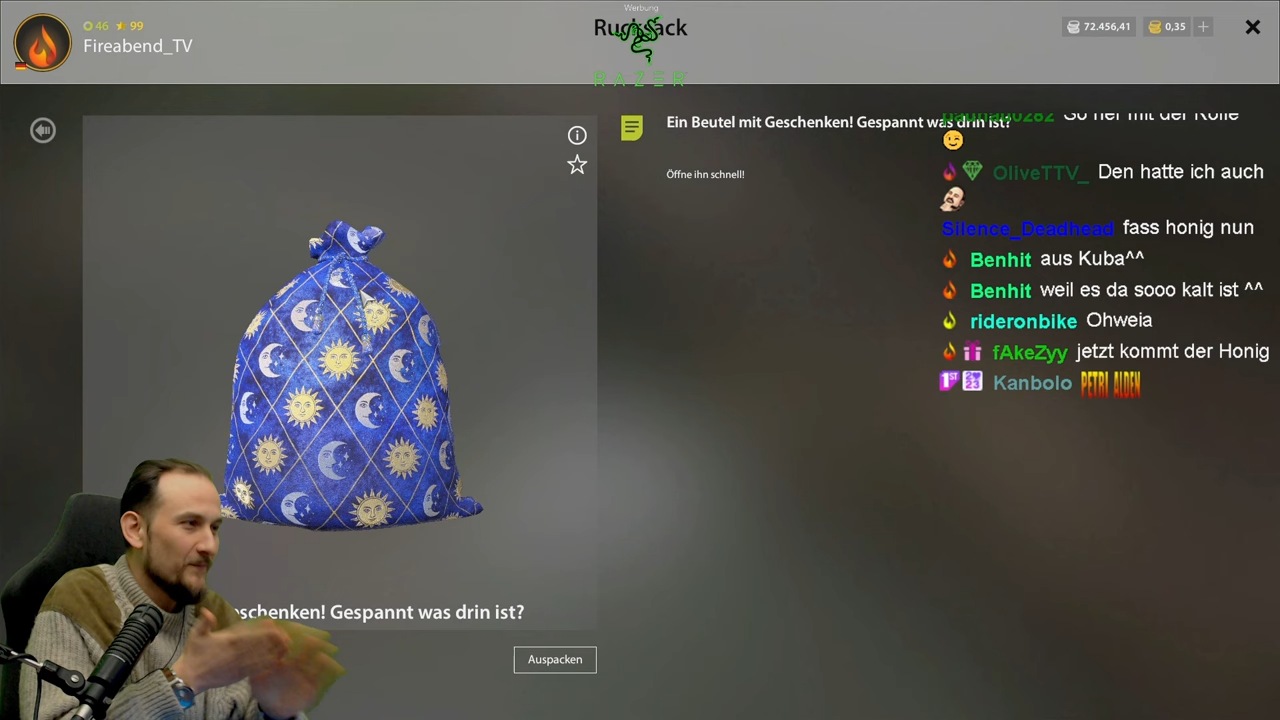 Werbung
46 99
Fireabend_TV
Rucksack
RAZER
72.456,41
0,35
Ein Beutel mit Geschenken! Gespannt was drin ist?
Öffne ihn schnell!
So her mit der Rolle
OliveTTV_ Den hatte ich auch
Silence_Deadhead fass honig nun
Benhit aus Kuba^^
Benhit weil es da sooo kalt ist ^^
rideronbike Ohweia
fAkeZyy jetzt kommt der Honig
1ST Kanbolo PETRI ALDEN
schenken! Gespannt was drin ist?
Auspacken